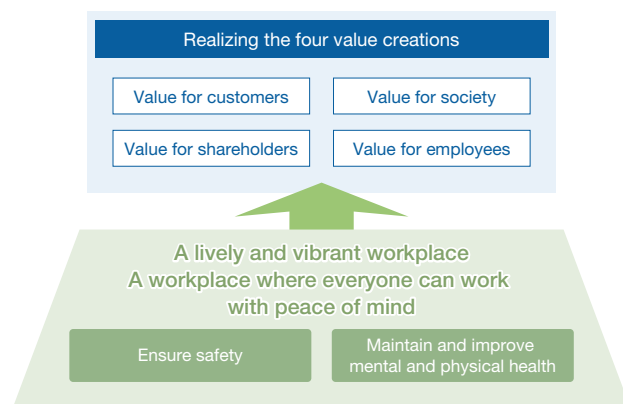 Realizing the four value creations
Value for customers
Value for society
Value for shareholders
Value for employees
A lively and vibrant workplace
A workplace where everyone can work
with peace of mind
Ensure safety
Maintain and improve
mental and physical health